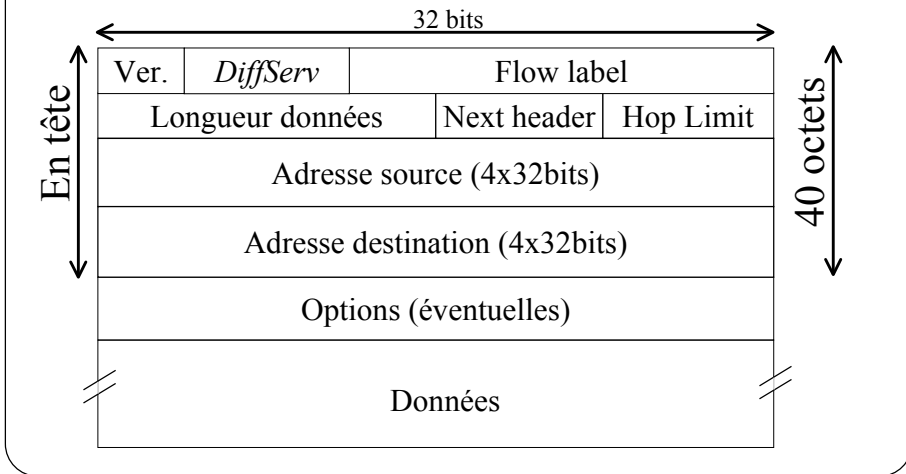 32 bits
Ver. DiffServ Flow label
Longueur données Next header Hop Limit
Adresse source (4x32bits)
Adresse destination (4x32bits)
Options (éventuelles)
Données
En tête
40 octets